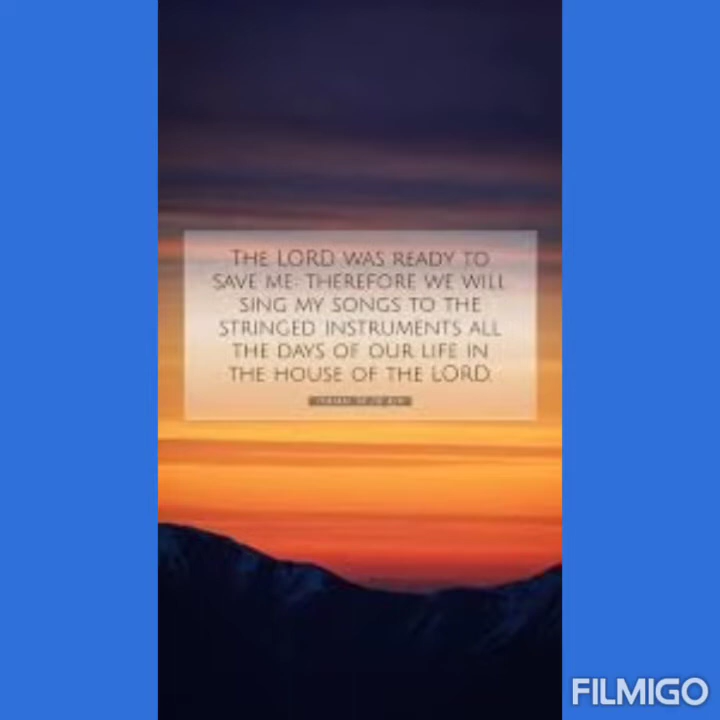 THE LORD WAS READY TO
SAVE ME: THEREFORE WE WILL
SING MY SONGS TO THE
STRINGED INSTRUMENTS ALL
THE DAYS OF OUR LIFE IN
THE HOUSE OF THE LORD.
FILMIGO